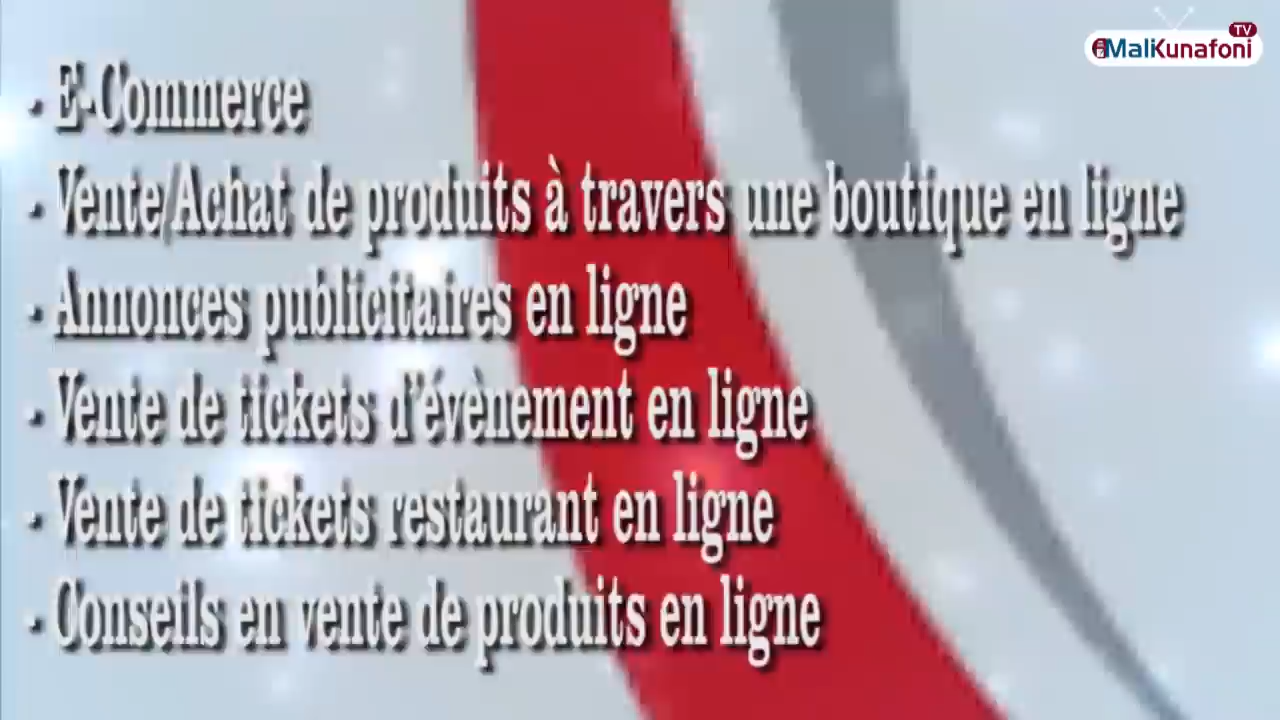 MaliKunafoni TV
- E-Commerce
- Vente/Achat de produits à travers une boutique en ligne
- Annonces publicitaires en ligne
- Vente de tickets d'évènement en ligne
- Vente de tickets restaurant en ligne
- Conseils en vente de produits en ligne